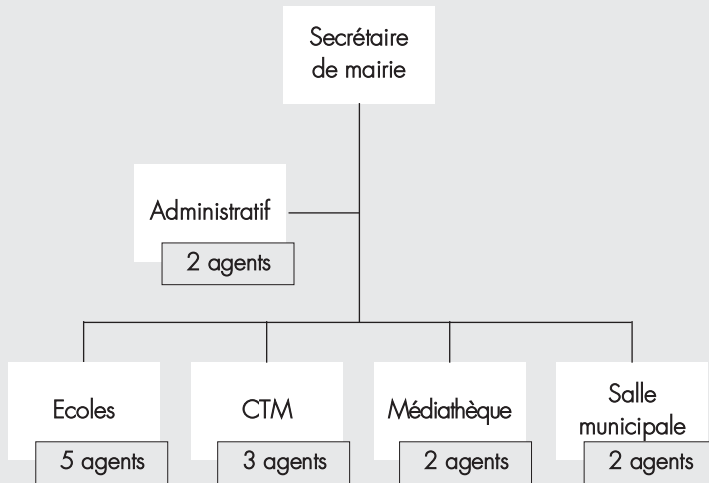 Secrétaire
de mairie
Administratif
2 agents
Ecoles
5 agents
CTM
3 agents
Médiathèque
2 agents
Salle
municipale
2 agents